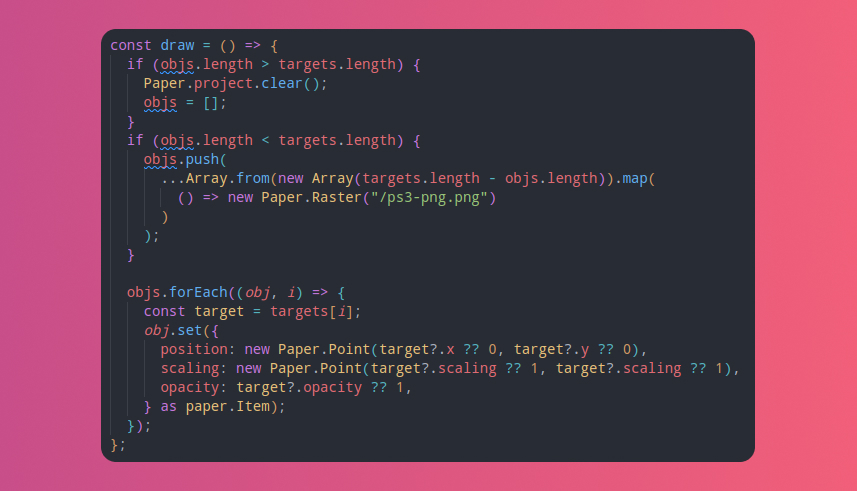 const draw = () => {
if (objs.length > targets.length) {
Paper.project.clear();
objs = [];
}
if (objs.length < targets.length) {
objs.push(
...Array.from(new Array(targets.length - objs.length)).map(
() => new Paper.Raster("/ps3-png.png")
)
);
}
objs.forEach((obj, i) => {
const target = targets[i];
obj.set({
position: new Paper.Point(target?.x ?? 0, target?.y ?? 0),
scaling: new Paper.Point(target?.scaling ?? 1, target?.scaling ?? 1),
opacity: target?.opacity ?? 1,
} as paper.Item);
});
};